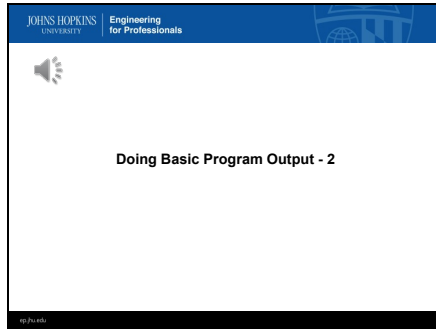 JOHNS HOPKINS
UNIVERSITY
Engineering
for Professionals
Doing Basic Program Output - 2
ep.jhu.edu